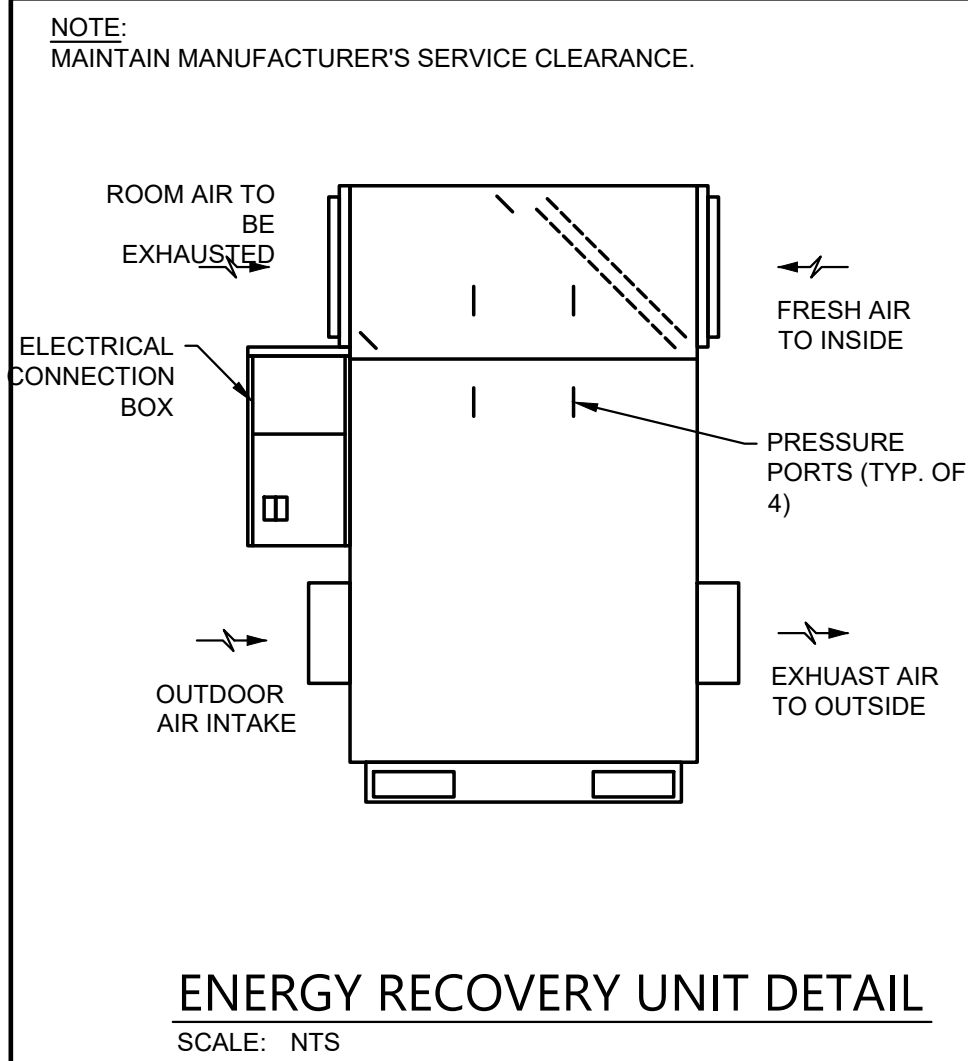 NOTE:
MAINTAIN MANUFACTURER'S SERVICE CLEARANCE.
ROOM AIR TO
BE
EXHAUSTED
FRESH AIR
TO INSIDE
ELECTRICAL
CONNECTION
BOX
PRESSURE
PORTS (TYP. OF
4)
OUTDOOR
AIR INTAKE
EXHUAST AIR
TO OUTSIDE
ENERGY RECOVERY UNIT DETAIL
SCALE: NTS